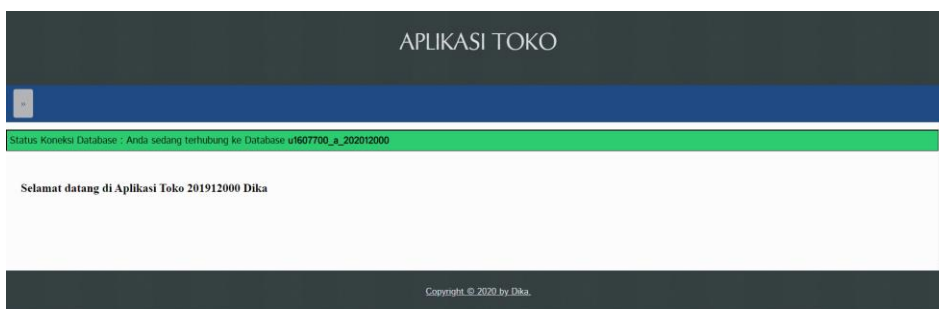 APLIKASI TOKO
»
Status Koneksi Database : Anda sedang terhubung ke Database u1607700_a_202012000
Selamat datang di Aplikasi Toko 201912000 Dika
Copyright © 2020 by Dika.